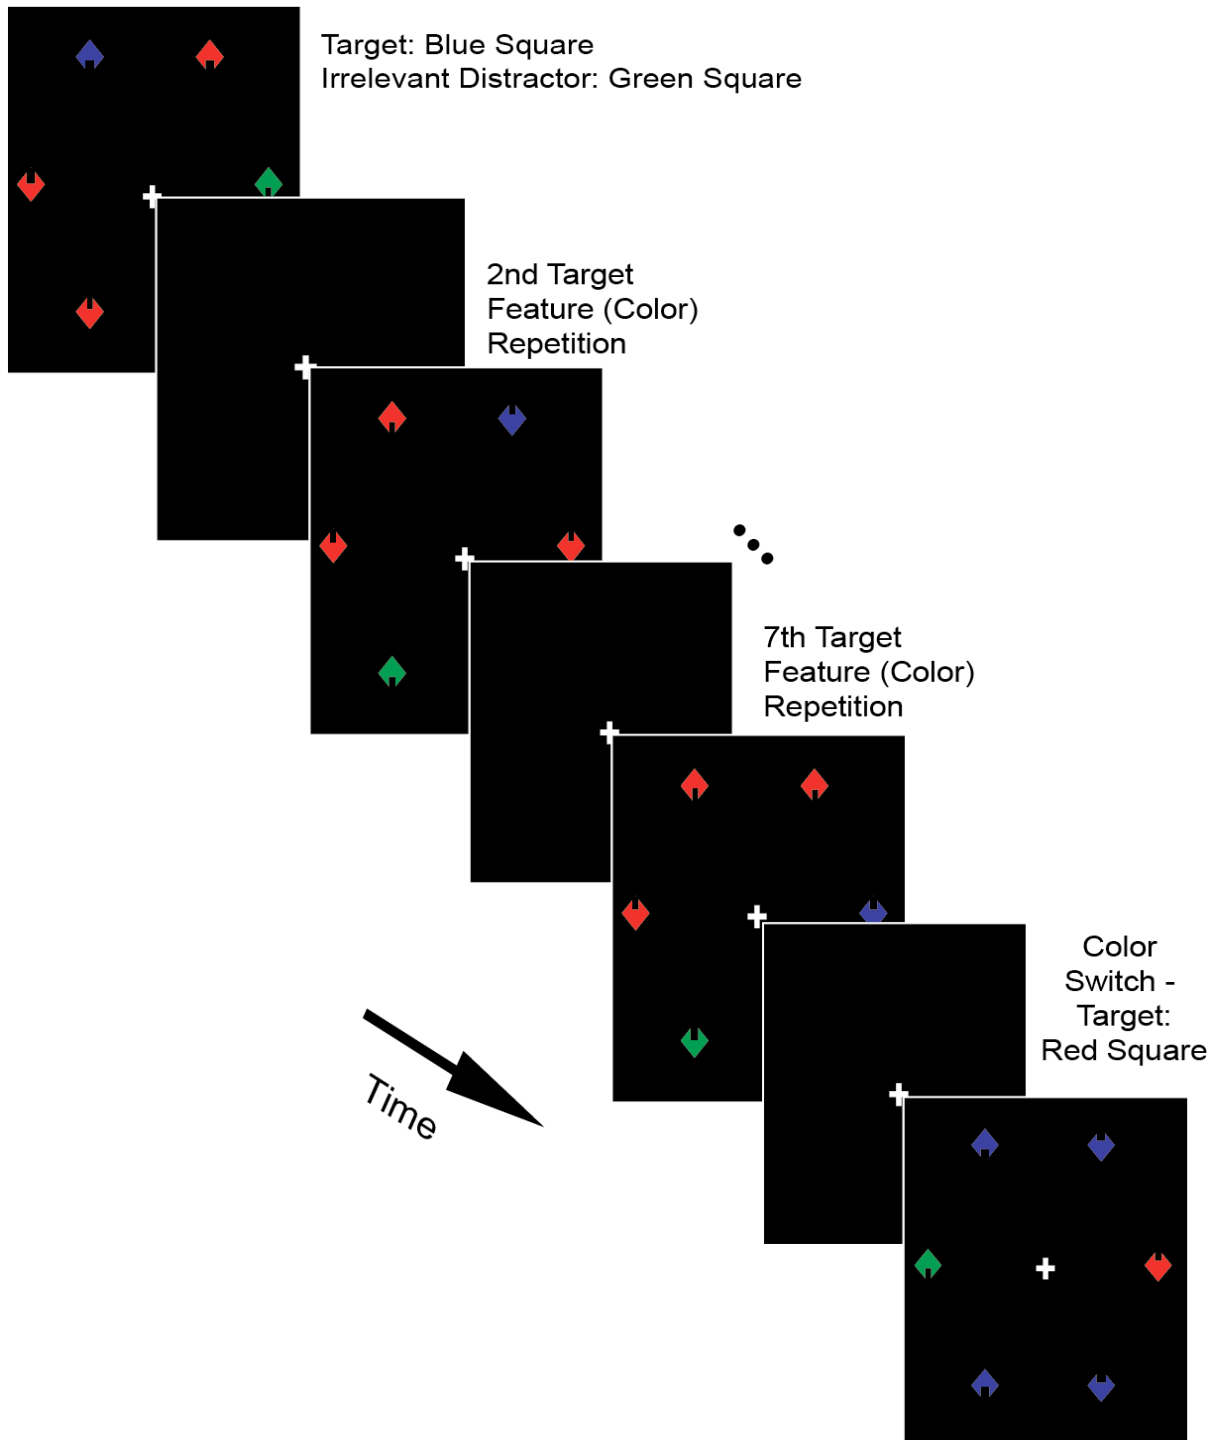 Target: Blue Square
Irrelevant Distractor: Green Square
2nd Target
Feature (Color)
Repetition
7th Target
Feature (Color)
Repetition
Color
Switch -
Target:
Red Square
Time